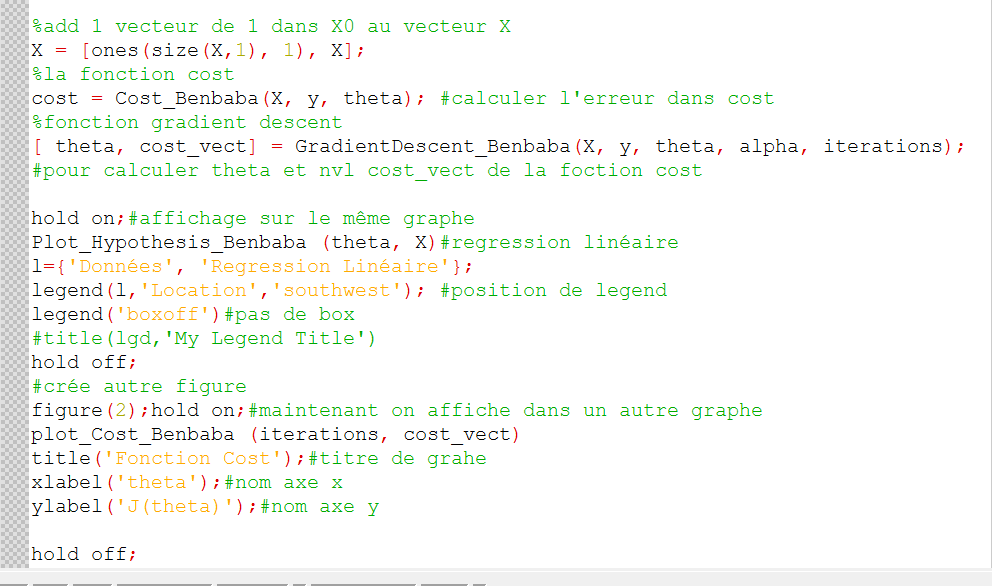 %add 1 vecteur de 1 dans X0 au vecteur X
X = [ones(size(X,1), 1), X];
%la fonction cost
cost = Cost_Benbaba(X, y, theta); #calculer l'erreur dans cost
%fonction gradient descent
[ theta, cost_vect] = GradientDescent_Benbaba(X, y, theta, alpha, iterations);
#pour calculer theta et nvl cost_vect de la foction cost
hold on;#affichage sur le même graphe
Plot_Hypothesis_Benbaba (theta, X)#regression linéaire
l={'Données', 'Regression Linéaire'};
legend(l,'Location','southwest'); #position de legend
legend('boxoff')#pas de box
#title(lgd,'My Legend Title')
hold off;
#crée autre figure
figure(2);hold on;#maintenant on affiche dans un autre graphe
plot_Cost_Benbaba (iterations, cost_vect)
title('Fonction Cost');#titre de grahe
xlabel('theta');#nom axe x
ylabel('J(theta)');#nom axe y
hold off;